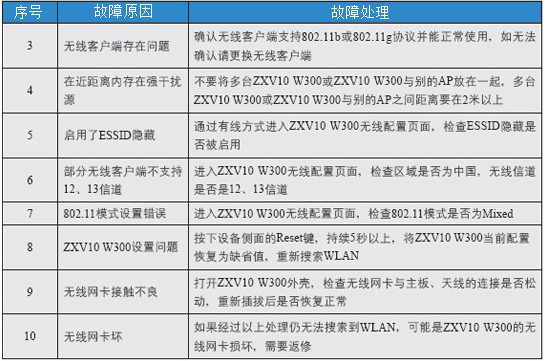 序号 故障原因 故障处理
3 无线客户端存在问题 确认无线客户端支持802.11b或802.11g协议并能正常使用，如无法
确认请更换无线客户端
4 在近距离内存在强干扰
源 不要将多台ZXV10 W300或ZXV10 W300与别的AP放在一起，多台
ZXV10 W300或ZXV10 W300与别的AP之间距离要在2米以上
5 启用了ESSID隐藏 通过有线方式进入ZXV10 W300无线配置页面，检查ESSID隐藏是
否被启用
6 部分无线客户端不支持
12、13信道 进入ZXV10 W300无线配置页面，检查区域是否为中国，无线信道
是否是12、13信道
7 802.11模式设置错误 进入ZXV10 W300无线配置页面，检查802.11模式是否为Mixed
8 ZXV10 W300设置问题 按下设备侧面的Reset键，持续5秒以上，将ZXV10 W300当前配置
恢复为缺省值，重新搜索WLAN
9 无线网卡接触不良 打开ZXV10 W300外壳，检查无线网卡与主板、天线的连接是否松
动，重新插拔后是否恢复正常
10 无线网卡坏 如果经过以上处理仍无法搜索到WLAN，可能是ZXV10 W300的无
线网卡损坏，需要返修